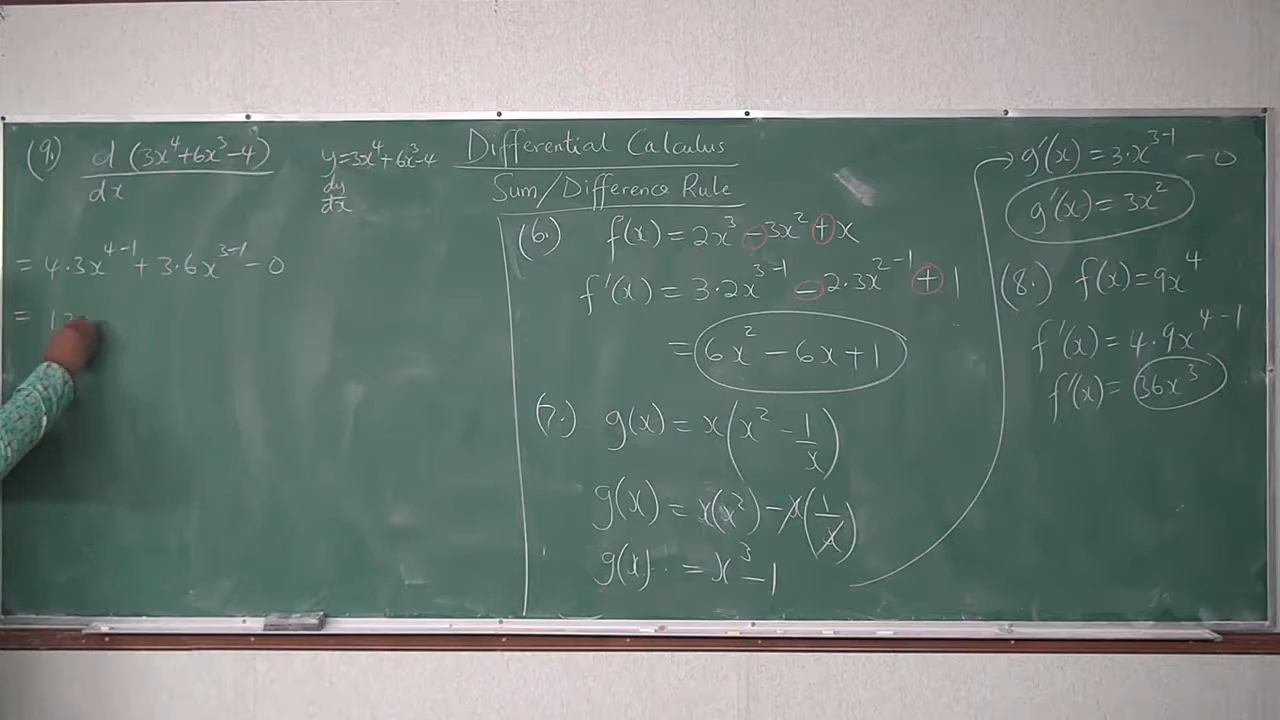 Differential Calculus
Sum/Difference Rule
(9.) d (3x⁴+6x³-4)
dx
y=3x⁴+6x³-4
dy
dx
= 4·3x⁴⁻¹ + 3·6x³⁻¹ - 0
=
(6.) f(x) = 2x³ - 3x² + x
f'(x) = 3·2x³⁻¹ - 2·3x²⁻¹ + 1
= 6x² - 6x + 1
(7.) g(x) = x(x² - 1/x)
g(x) = x(x²) - x(1/x)
g(x) = x³ - 1
g'(x) = 3·x³⁻¹ - 0
g'(x) = 3x²
(8.) f(x) = 9x⁴
f'(x) = 4·9x⁴⁻¹
f'(x) = 36x³